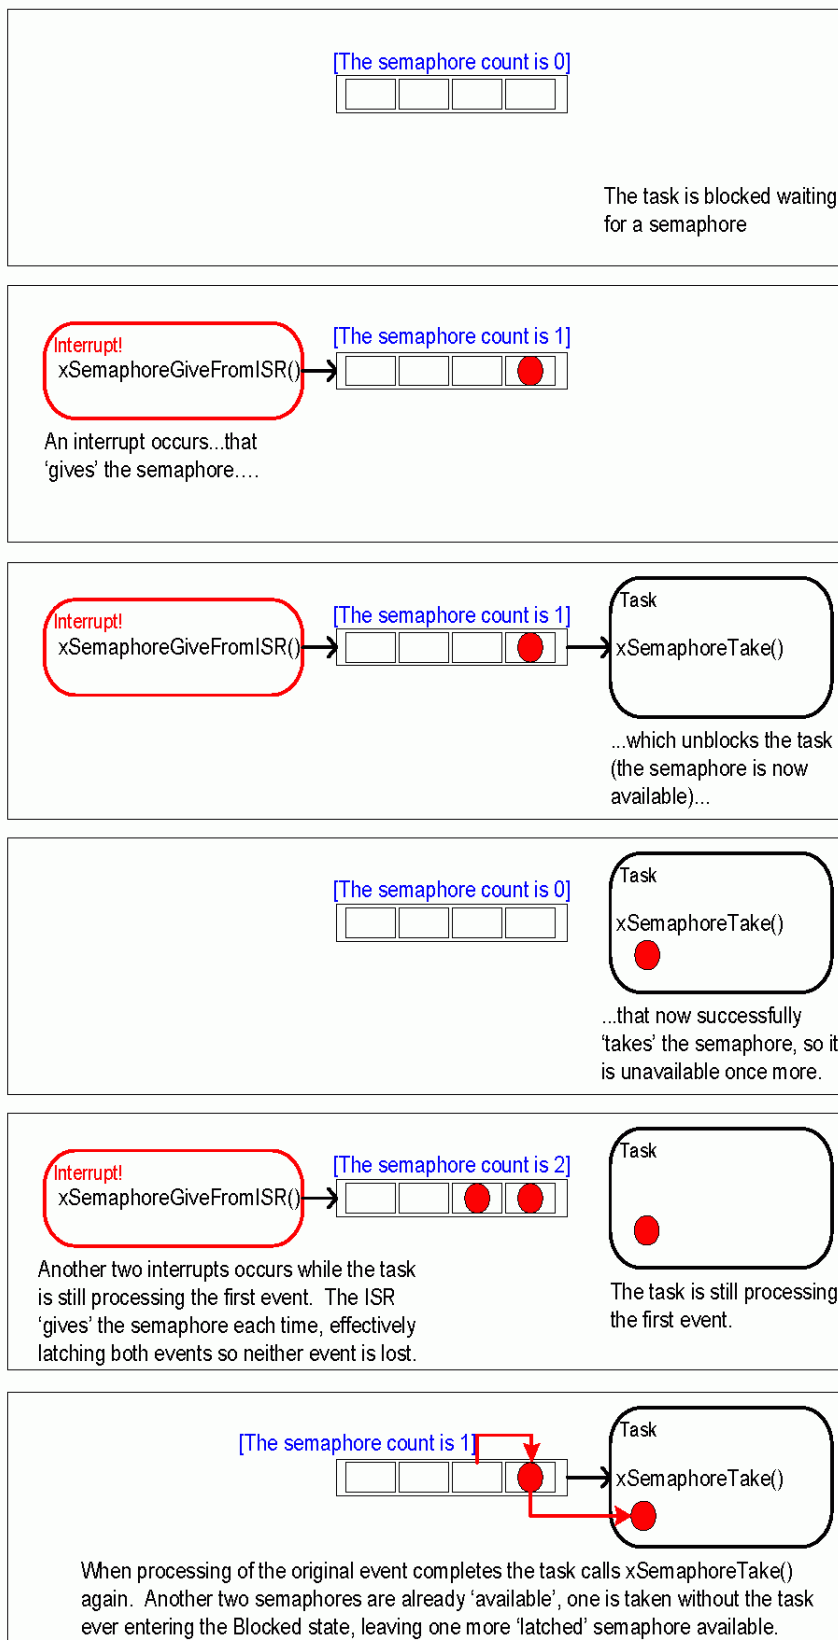 [The semaphore count is 0]
The task is blocked waiting
for a semaphore
Interrupt!
xSemaphoreGiveFromISR()
[The semaphore count is 1]
An interrupt occurs...that
‘gives’ the semaphore….
Interrupt!
xSemaphoreGiveFromISR()
[The semaphore count is 1]
Task
xSemaphoreTake()
...which unblocks the task
(the semaphore is now
available)...
[The semaphore count is 0]
Task
xSemaphoreTake()
...that now successfully
‘takes’ the semaphore, so it
is unavailable once more.
Interrupt!
xSemaphoreGiveFromISR()
[The semaphore count is 2]
Task
Another two interrupts occurs while the task
is still processing the first event.  The ISR
‘gives’ the semaphore each time, effectively
latching both events so neither event is lost.
The task is still processing
the first event.
[The semaphore count is 1]
Task
xSemaphoreTake()
When processing of the original event completes the task calls xSemaphoreTake()
again.  Another two semaphores are already ‘available’, one is taken without the task
ever entering the Blocked state, leaving one more ‘latched’ semaphore available.